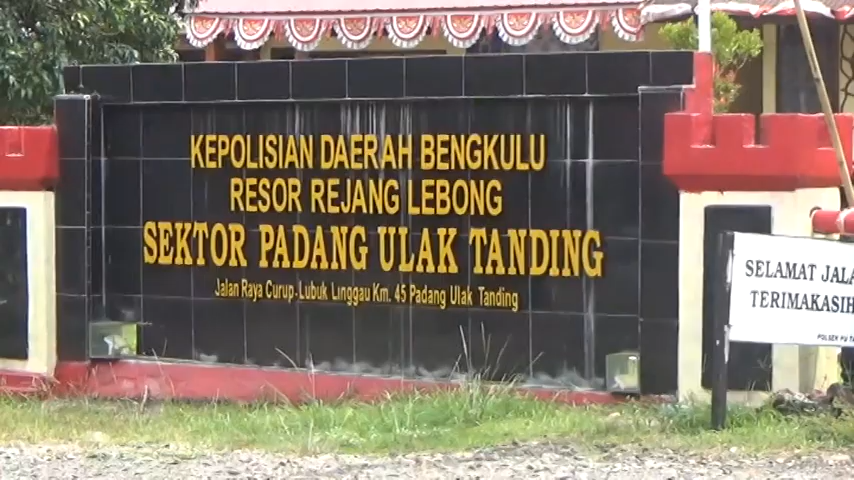 KEPOLISIAN DAERAH BENGKULU
RESOR REJANG LEBONG
SEKTOR PADANG ULAK TANDING
Jalan Raya Curup-Lubuk Linggau Km. 45 Padang Ulak Tanding
SELAMAT JALA
TERIMAKASIH
POLSEK